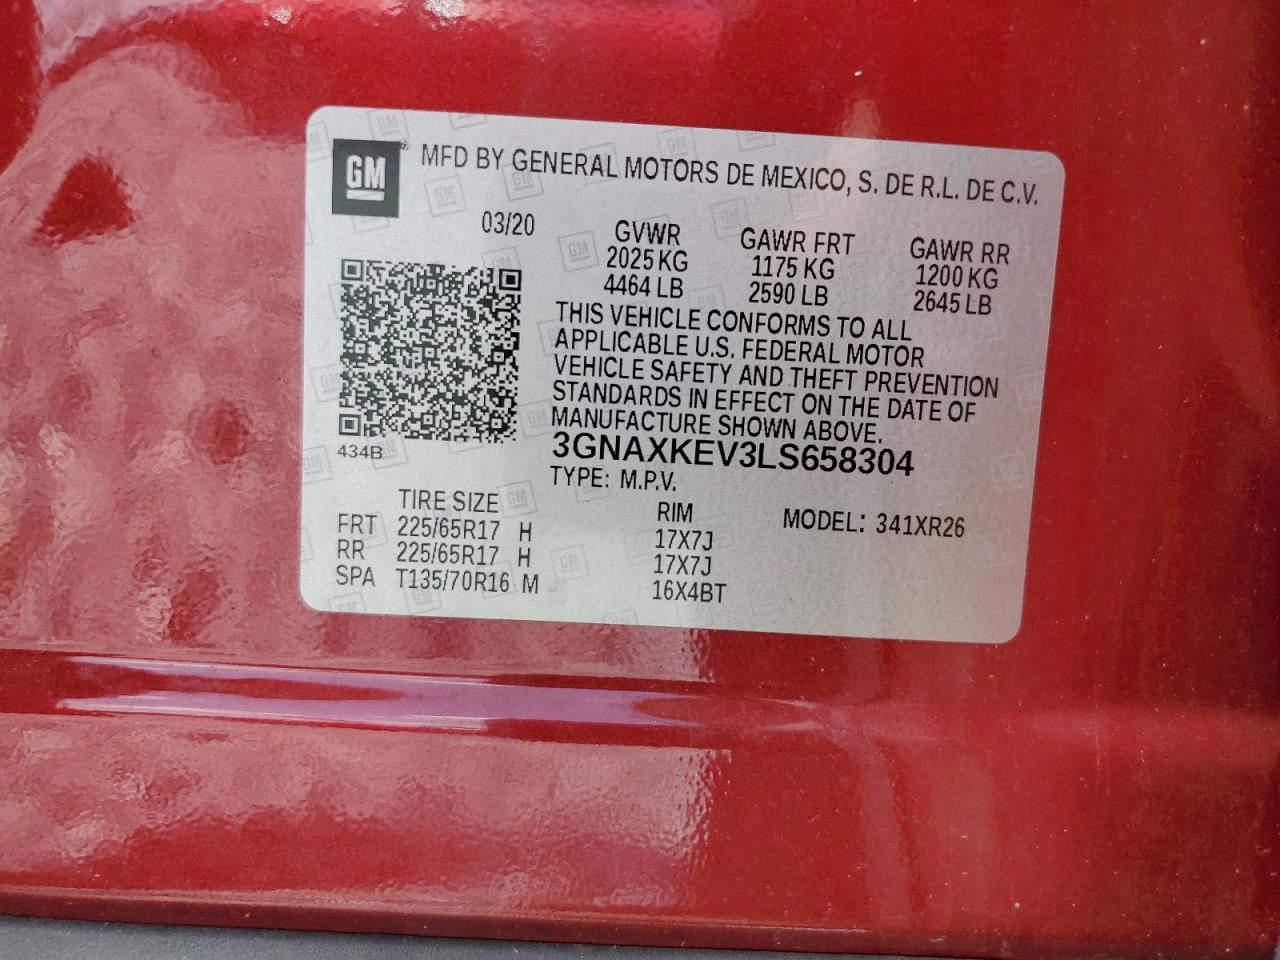 GM
MFD BY GENERAL MOTORS DE MEXICO, S. DE R.L. DE C.V.
03/20
GVWR GAWR FRT GAWR RR
2025 KG 1175 KG 1200 KG
4464 LB 2590 LB 2645 LB
THIS VEHICLE CONFORMS TO ALL
APPLICABLE U.S. FEDERAL MOTOR
VEHICLE SAFETY AND THEFT PREVENTION
STANDARDS IN EFFECT ON THE DATE OF
MANUFACTURE SHOWN ABOVE.
434B
3GNAXKEV3LS658304
TYPE: M.P.V.
TIRE SIZE RIM MODEL: 341XR26
FRT 225/65R17 H 17X7J
RR 225/65R17 H 17X7J
SPA T135/70R16 M 16X4BT